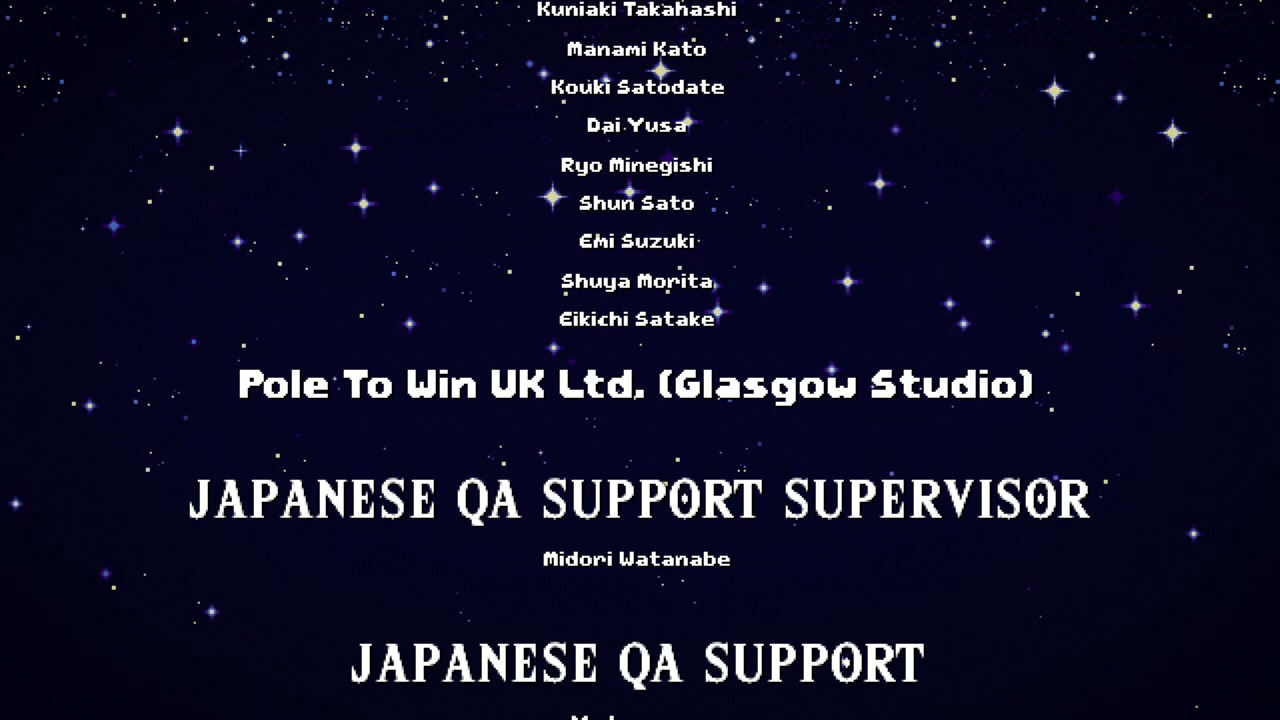 Kuniaki Takahashi
Manami Kato
Kouki Satodate
Dai Yusa
Ryo Minegishi
Shun Sato
Emi Suzuki
Shuya Morita
Eikichi Satake
Pole To Win UK Ltd. (Glasgow Studio)
JAPANESE QA SUPPORT SUPERVISOR
Midori Watanabe
JAPANESE QA SUPPORT